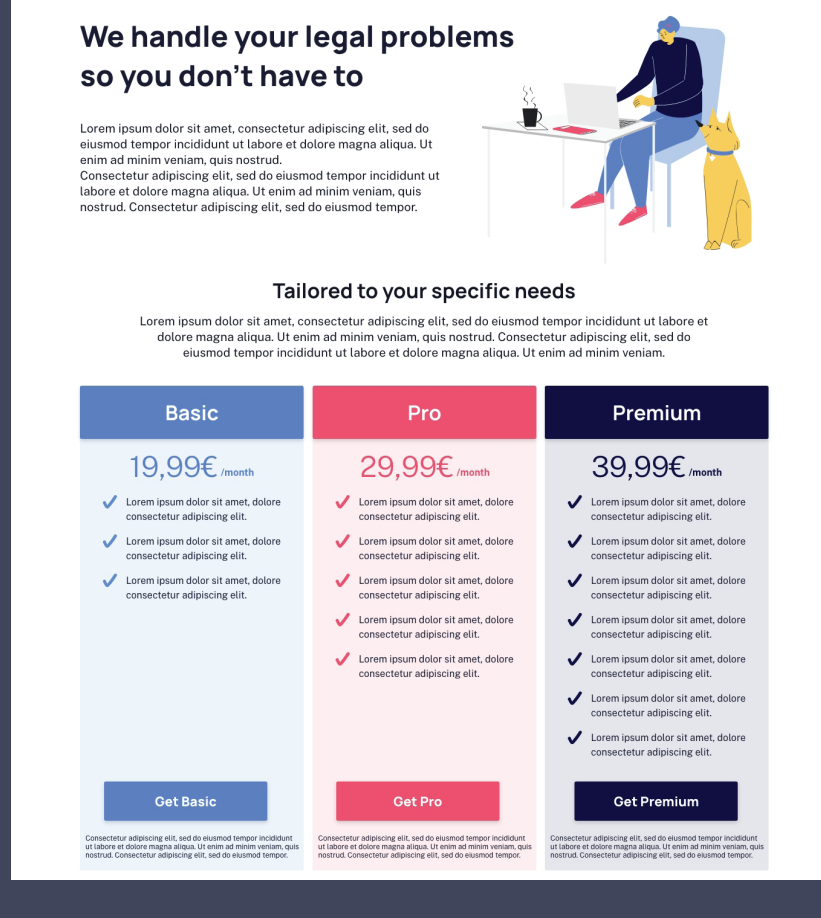 We handle your legal problems
so you don't have to
Lorem ipsum dolor sit amet, consectetur adipiscing elit, sed do
eiusmod tempor incididunt ut labore et dolore magna aliqua. Ut
enim ad minim veniam, quis nostrud.
Consectetur adipiscing elit, sed do eiusmod tempor incididunt ut
labore et dolore magna aliqua. Ut enim ad minim veniam, quis
nostrud. Consectetur adipiscing elit, sed do eiusmod tempor.
Tailored to your specific needs
Lorem ipsum dolor sit amet, consectetur adipiscing elit, sed do eiusmod tempor incididunt ut labore et
dolore magna aliqua. Ut enim ad minim veniam, quis nostrud. Consectetur adipiscing elit, sed do
eiusmod tempor incididunt ut labore et dolore magna aliqua. Ut enim ad minim veniam.
Basic
19,99€ /month
Lorem ipsum dolor sit amet, dolore
consectetur adipiscing elit.
Lorem ipsum dolor sit amet, dolore
consectetur adipiscing elit.
Lorem ipsum dolor sit amet, dolore
consectetur adipiscing elit.
Get Basic
Consectetur adipiscing elit, sed do eiusmod tempor incididunt
ut labore et dolore magna aliqua. Ut enim ad minim veniam, quis
nostrud. Consectetur adipiscing elit, sed do eiusmod tempor.
Pro
29,99€ /month
Lorem ipsum dolor sit amet, dolore
consectetur adipiscing elit.
Lorem ipsum dolor sit amet, dolore
consectetur adipiscing elit.
Lorem ipsum dolor sit amet, dolore
consectetur adipiscing elit.
Lorem ipsum dolor sit amet, dolore
consectetur adipiscing elit.
Lorem ipsum dolor sit amet, dolore
consectetur adipiscing elit.
Get Pro
Consectetur adipiscing elit, sed do eiusmod tempor incididunt
ut labore et dolore magna aliqua. Ut enim ad minim veniam, quis
nostrud. Consectetur adipiscing elit, sed do eiusmod tempor.
Premium
39,99€ /month
Lorem ipsum dolor sit amet, dolore
consectetur adipiscing elit.
Lorem ipsum dolor sit amet, dolore
consectetur adipiscing elit.
Lorem ipsum dolor sit amet, dolore
consectetur adipiscing elit.
Lorem ipsum dolor sit amet, dolore
consectetur adipiscing elit.
Lorem ipsum dolor sit amet, dolore
consectetur adipiscing elit.
Lorem ipsum dolor sit amet, dolore
consectetur adipiscing elit.
Lorem ipsum dolor sit amet, dolore
consectetur adipiscing elit.
Get Premium
Consectetur adipiscing elit, sed do eiusmod tempor incididunt
ut labore et dolore magna aliqua. Ut enim ad minim veniam, quis
nostrud. Consectetur adipiscing elit, sed do eiusmod tempor.